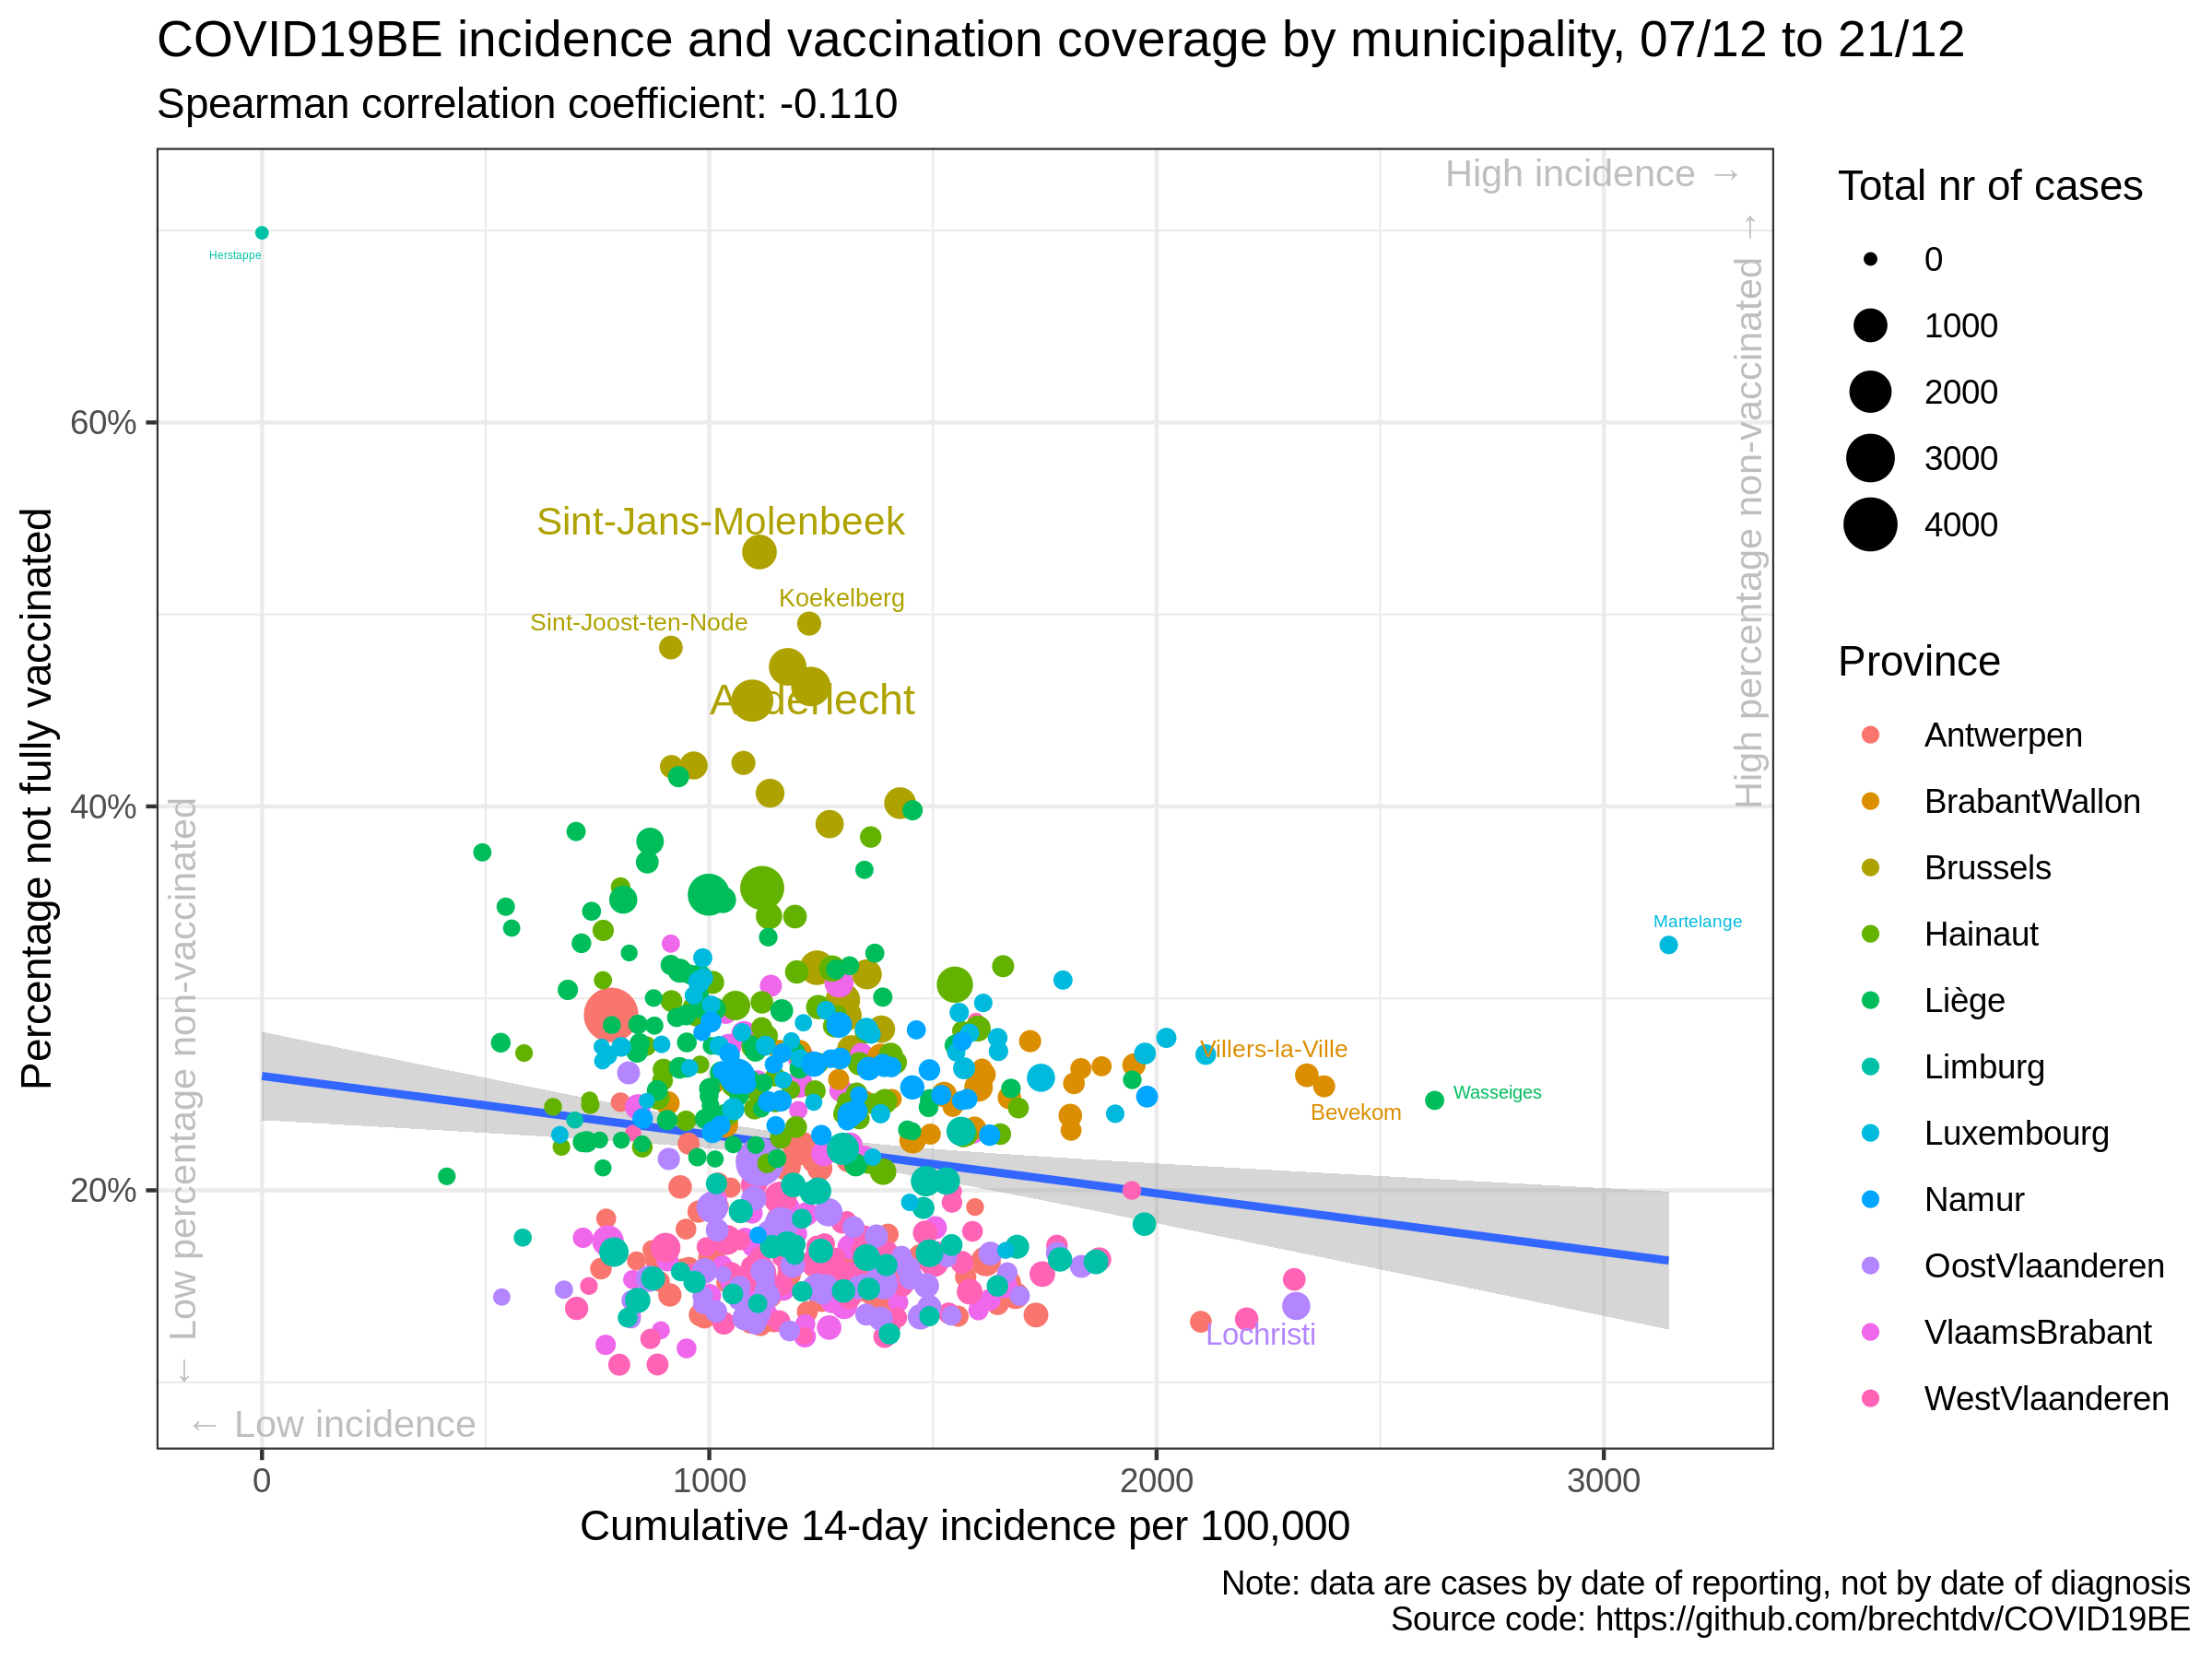 COVID19BE incidence and vaccination coverage by municipality, 07/12 to 21/12
Spearman correlation coefficient: -0.110
High incidence →
High percentage non-vaccinated →
← Low percentage non-vaccinated
← Low incidence
Percentage not fully vaccinated
60%
40%
20%
Herstappe
Sint-Jans-Molenbeek
Koekelberg
Sint-Joost-ten-Node
Anderlecht
Martelange
Villers-la-Ville
Wasseiges
Bevekom
Lochristi
0
1000
2000
3000
Cumulative 14-day incidence per 100,000
Total nr of cases
0
1000
2000
3000
4000
Province
Antwerpen
BrabantWallon
Brussels
Hainaut
Liège
Limburg
Luxembourg
Namur
OostVlaanderen
VlaamsBrabant
WestVlaanderen
Note: data are cases by date of reporting, not by date of diagnosis
Source code: https://github.com/brechtdv/COVID19BE